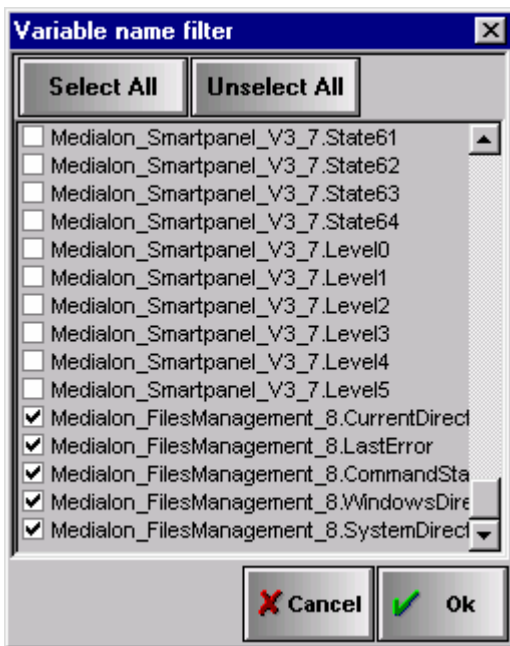 Variable name filter
Select All Unselect All
Medialon_Smartpanel_V3_7.State61
Medialon_Smartpanel_V3_7.State62
Medialon_Smartpanel_V3_7.State63
Medialon_Smartpanel_V3_7.State64
Medialon_Smartpanel_V3_7.Level0
Medialon_Smartpanel_V3_7.Level1
Medialon_Smartpanel_V3_7.Level2
Medialon_Smartpanel_V3_7.Level3
Medialon_Smartpanel_V3_7.Level4
Medialon_Smartpanel_V3_7.Level5
Medialon_FilesManagement_8.CurrentDirect
Medialon_FilesManagement_8.LastError
Medialon_FilesManagement_8.CommandSta
Medialon_FilesManagement_8.WindowsDire
Medialon_FilesManagement_8.SystemDirect
Cancel Ok